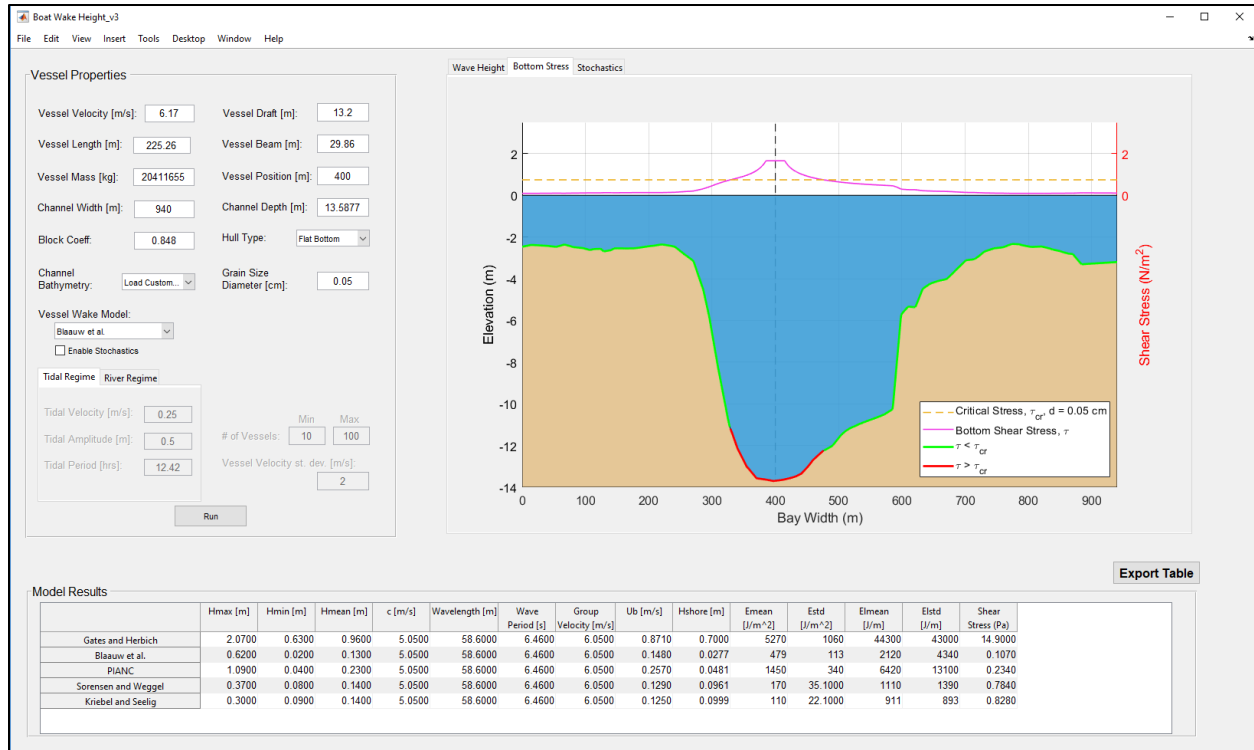 Boat Wake Height_v3
File Edit View Insert Tools Desktop Window Help
Vessel Properties
Vessel Velocity [m/s]: 6.17 Vessel Draft [m]: 13.2
Vessel Length [m]: 225.26 Vessel Beam [m]: 29.86
Vessel Mass [kg]: 20411655 Vessel Position [m]: 400
Channel Width [m]: 940 Channel Depth [m]: 13.5877
Block Coeff: 0.848 Hull Type: Flat Bottom
Channel
Bathymetry: Load Custom...
Grain Size
Diameter [cm]: 0.05
Vessel Wake Model:
Blaauw et al.
Enable Stochastics
Tidal Regime River Regime
Tidal Velocity [m/s]: 0.25
Tidal Amplitude [m]: 0.5
Tidal Period [hrs]: 12.42
Min Max
# of Vessels: 10 100
Vessel Velocity st. dev. [m/s]:
2
Run
Wave Height Bottom Stress Stochastics
2
0
-2
-4
-6
-8
-10
-12
-14
Elevation (m)
0 100 200 300 400 500 600 700 800 900
Bay Width (m)
2
0
Shear Stress (N/m²)
Critical Stress, τcr, d = 0.05 cm
Bottom Shear Stress, τ
τ < τcr
τ > τcr
Export Table
Model Results
Hmax [m] Hmin [m] Hmean [m] c [m/s] Wavelength [m] Wave Period [s] Group Velocity [m/s] Ub [m/s] Hshore [m] Emean [J/m^2] Estd [J/m^2] Elmean [J/m] Elstd [J/m] Shear Stress (Pa)
Gates and Herbich 2.0700 0.6300 0.9600 5.0500 58.6000 6.4600 6.0500 0.8710 0.7000 5270 1060 44300 43000 14.9000
Blaauw et al. 0.6200 0.0200 0.1300 5.0500 58.6000 6.4600 6.0500 0.1480 0.0277 479 113 2120 4340 0.1070
PIANC 1.0900 0.0400 0.2300 5.0500 58.6000 6.4600 6.0500 0.2570 0.0481 1450 340 6420 13100 0.2340
Sorensen and Weggel 0.3700 0.0800 0.1400 5.0500 58.6000 6.4600 6.0500 0.1290 0.0961 170 35.1000 1110 1390 0.7840
Kriebel and Seelig 0.3000 0.0900 0.1400 5.0500 58.6000 6.4600 6.0500 0.1250 0.0999 110 22.1000 911 893 0.8280